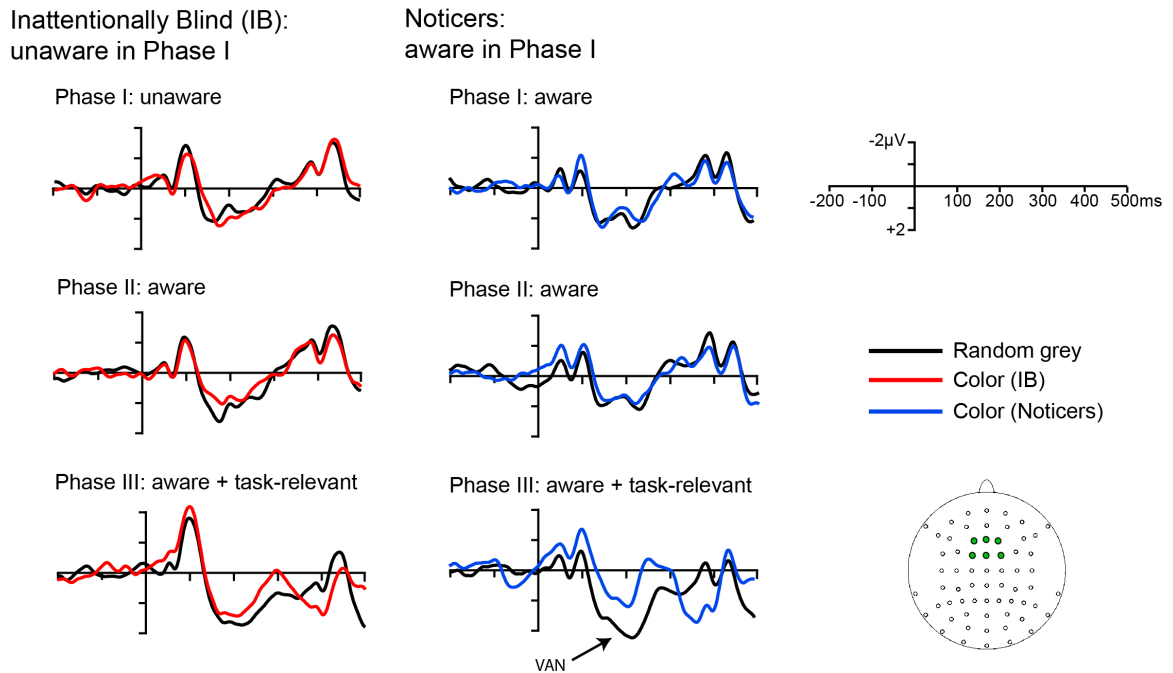 Inattentionally Blind (IB):
unaware in Phase I
Noticers:
aware in Phase I
Phase I: unaware
Phase I: aware
-2µV
-200 -100 100 200 300 400 500ms
+2
Phase II: aware
Phase II: aware
Random grey
Color (IB)
Color (Noticers)
Phase III: aware + task-relevant
Phase III: aware + task-relevant
VAN